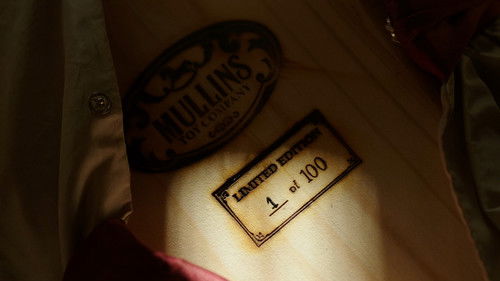 MULLINS
TOY COMPANY
LIMITED EDITION
1 of 100